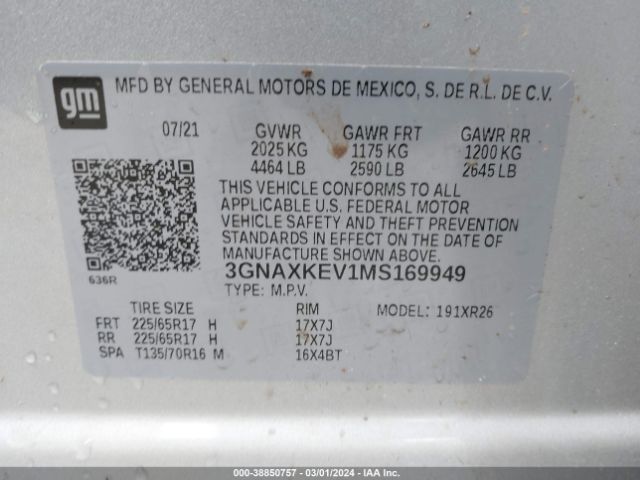 gm
MFD BY GENERAL MOTORS DE MEXICO, S. DE R.L. DE C.V.
07/21 GVWR GAWR FRT GAWR RR
2025 KG 1175 KG 1200 KG
4464 LB 2590 LB 2645 LB
THIS VEHICLE CONFORMS TO ALL
APPLICABLE U.S. FEDERAL MOTOR
VEHICLE SAFETY AND THEFT PREVENTION
STANDARDS IN EFFECT ON THE DATE OF
MANUFACTURE SHOWN ABOVE.
636R
3GNAXKEV1MS169949
TYPE: M.P.V.
TIRE SIZE RIM MODEL: 191XR26
FRT 225/65R17 H 17X7J
RR 225/65R17 H 17X7J
SPA T135/70R16 M 16X4BT
000-38850757 - 03/01/2024 - IAAI.COM